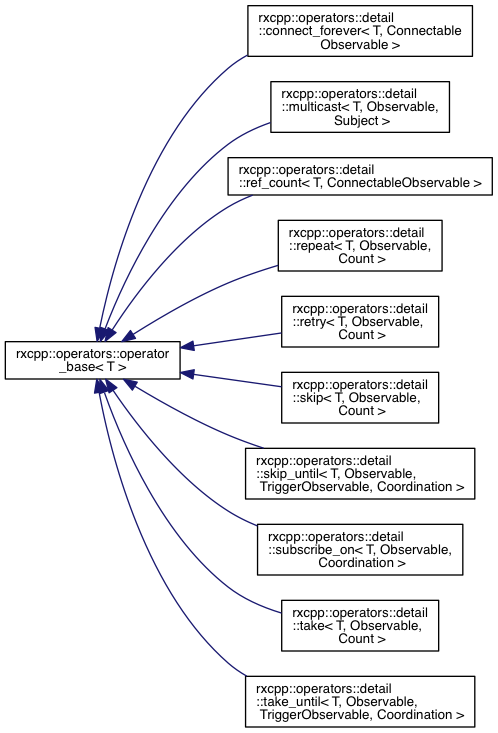 rxcpp::operators::detail
::connect_forever< T, Connectable
Observable >
rxcpp::operators::detail
::multicast< T, Observable,
Subject >
rxcpp::operators::detail
::ref_count< T, ConnectableObservable >
rxcpp::operators::detail
::repeat< T, Observable,
Count >
rxcpp::operators::detail
::retry< T, Observable,
Count >
rxcpp::operators::operator
_base< T >
rxcpp::operators::detail
::skip< T, Observable,
Count >
rxcpp::operators::detail
::skip_until< T, Observable,
TriggerObservable, Coordination >
rxcpp::operators::detail
::subscribe_on< T, Observable,
Coordination >
rxcpp::operators::detail
::take< T, Observable,
Count >
rxcpp::operators::detail
::take_until< T, Observable,
TriggerObservable, Coordination >